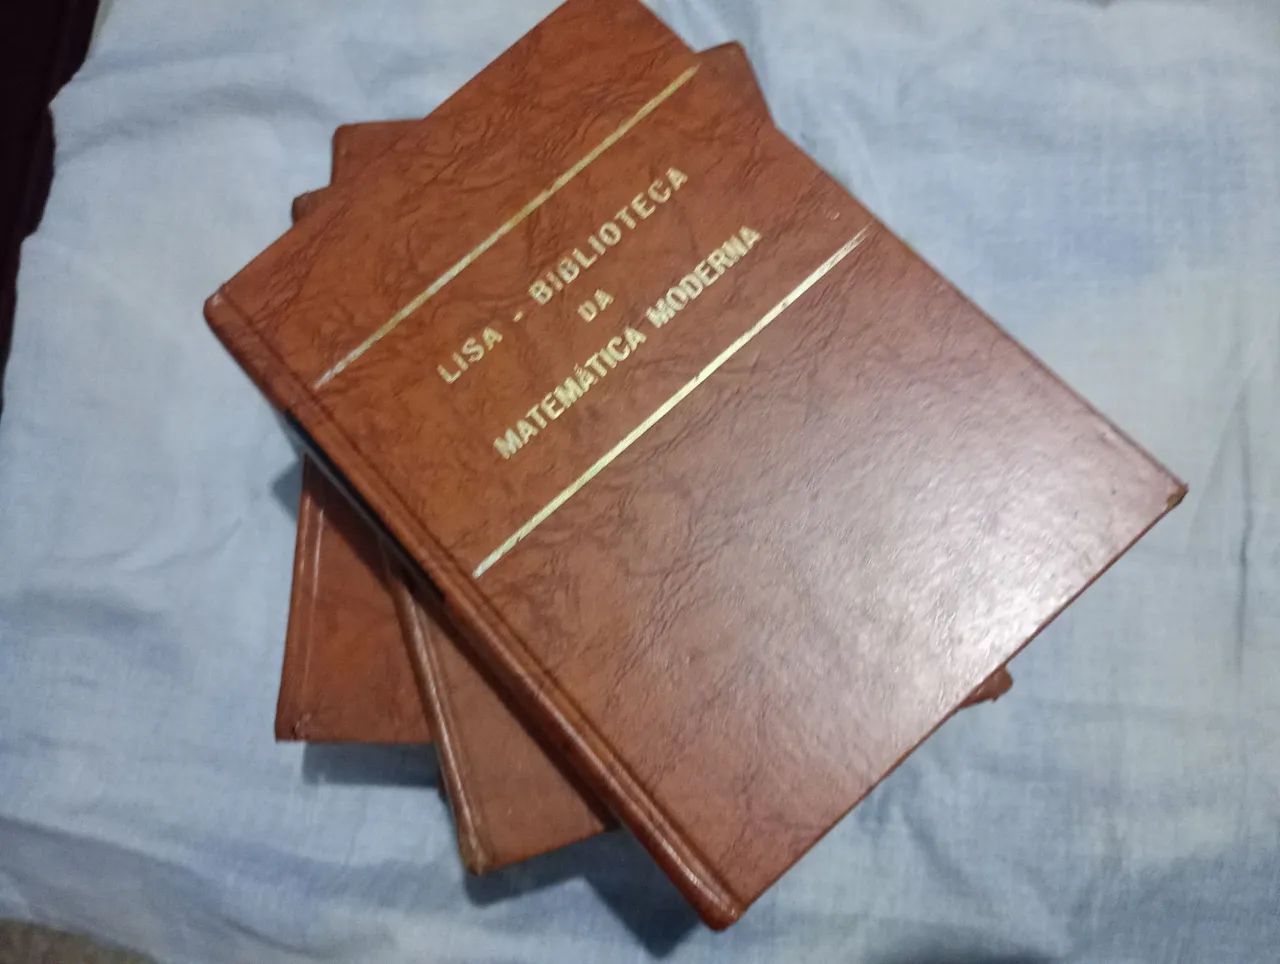 LISA - BIBLIOTECA
DA
MATEMÁTICA MODERNA